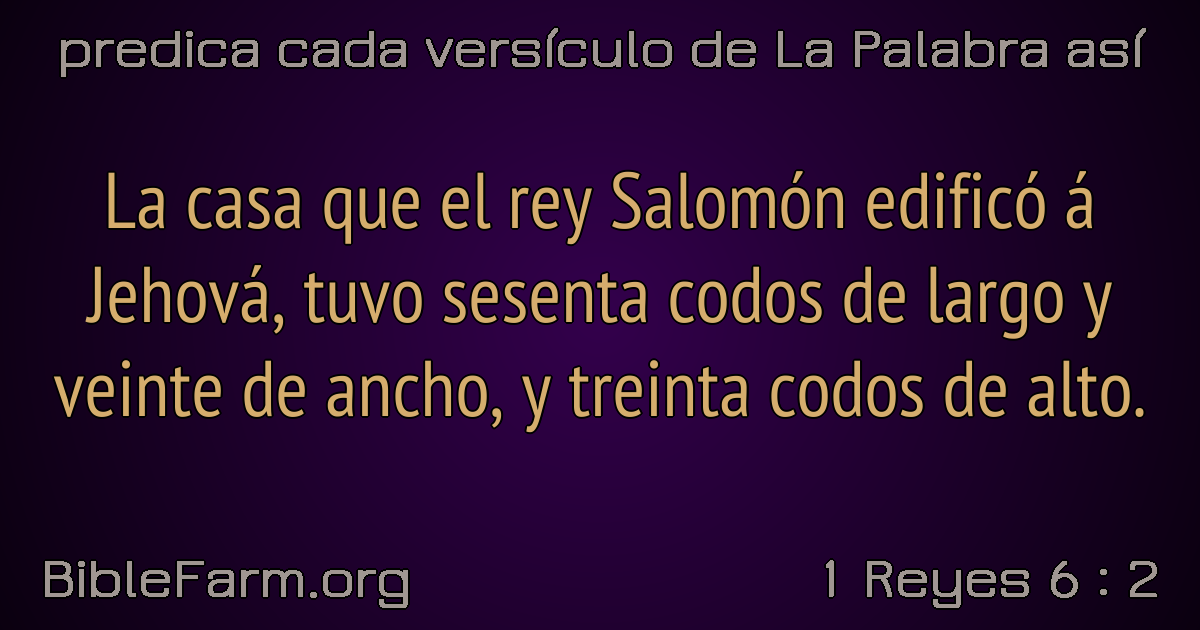 predica cada versículo de La Palabra así
La casa que el rey Salomón edificó á
Jehová, tuvo sesenta codos de largo y
veinte de ancho, y treinta codos de alto.
BibleFarm.org
1 Reyes 6 : 2